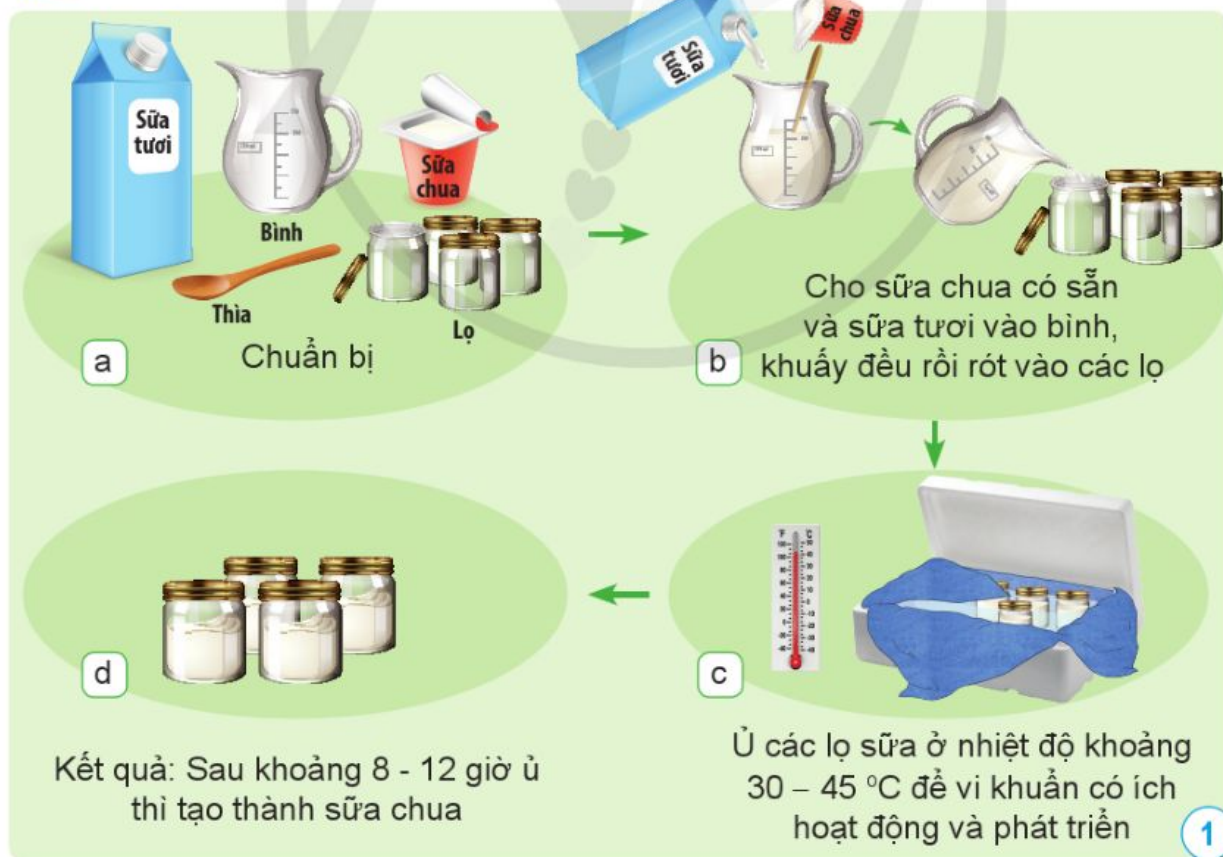 Sữa
tươi
Bình
Sữa
chua
Thìa
Lọ
a
Chuẩn bị
Sữa
tươi
Sữa
chua
Cho sữa chua có sẵn
và sữa tươi vào bình,
b
khuấy đều rồi rót vào các lọ
c
Ủ các lọ sữa ở nhiệt độ khoảng
30 – 45 °C để vi khuẩn có ích
hoạt động và phát triển
d
Kết quả: Sau khoảng 8 - 12 giờ ủ
thì tạo thành sữa chua
1